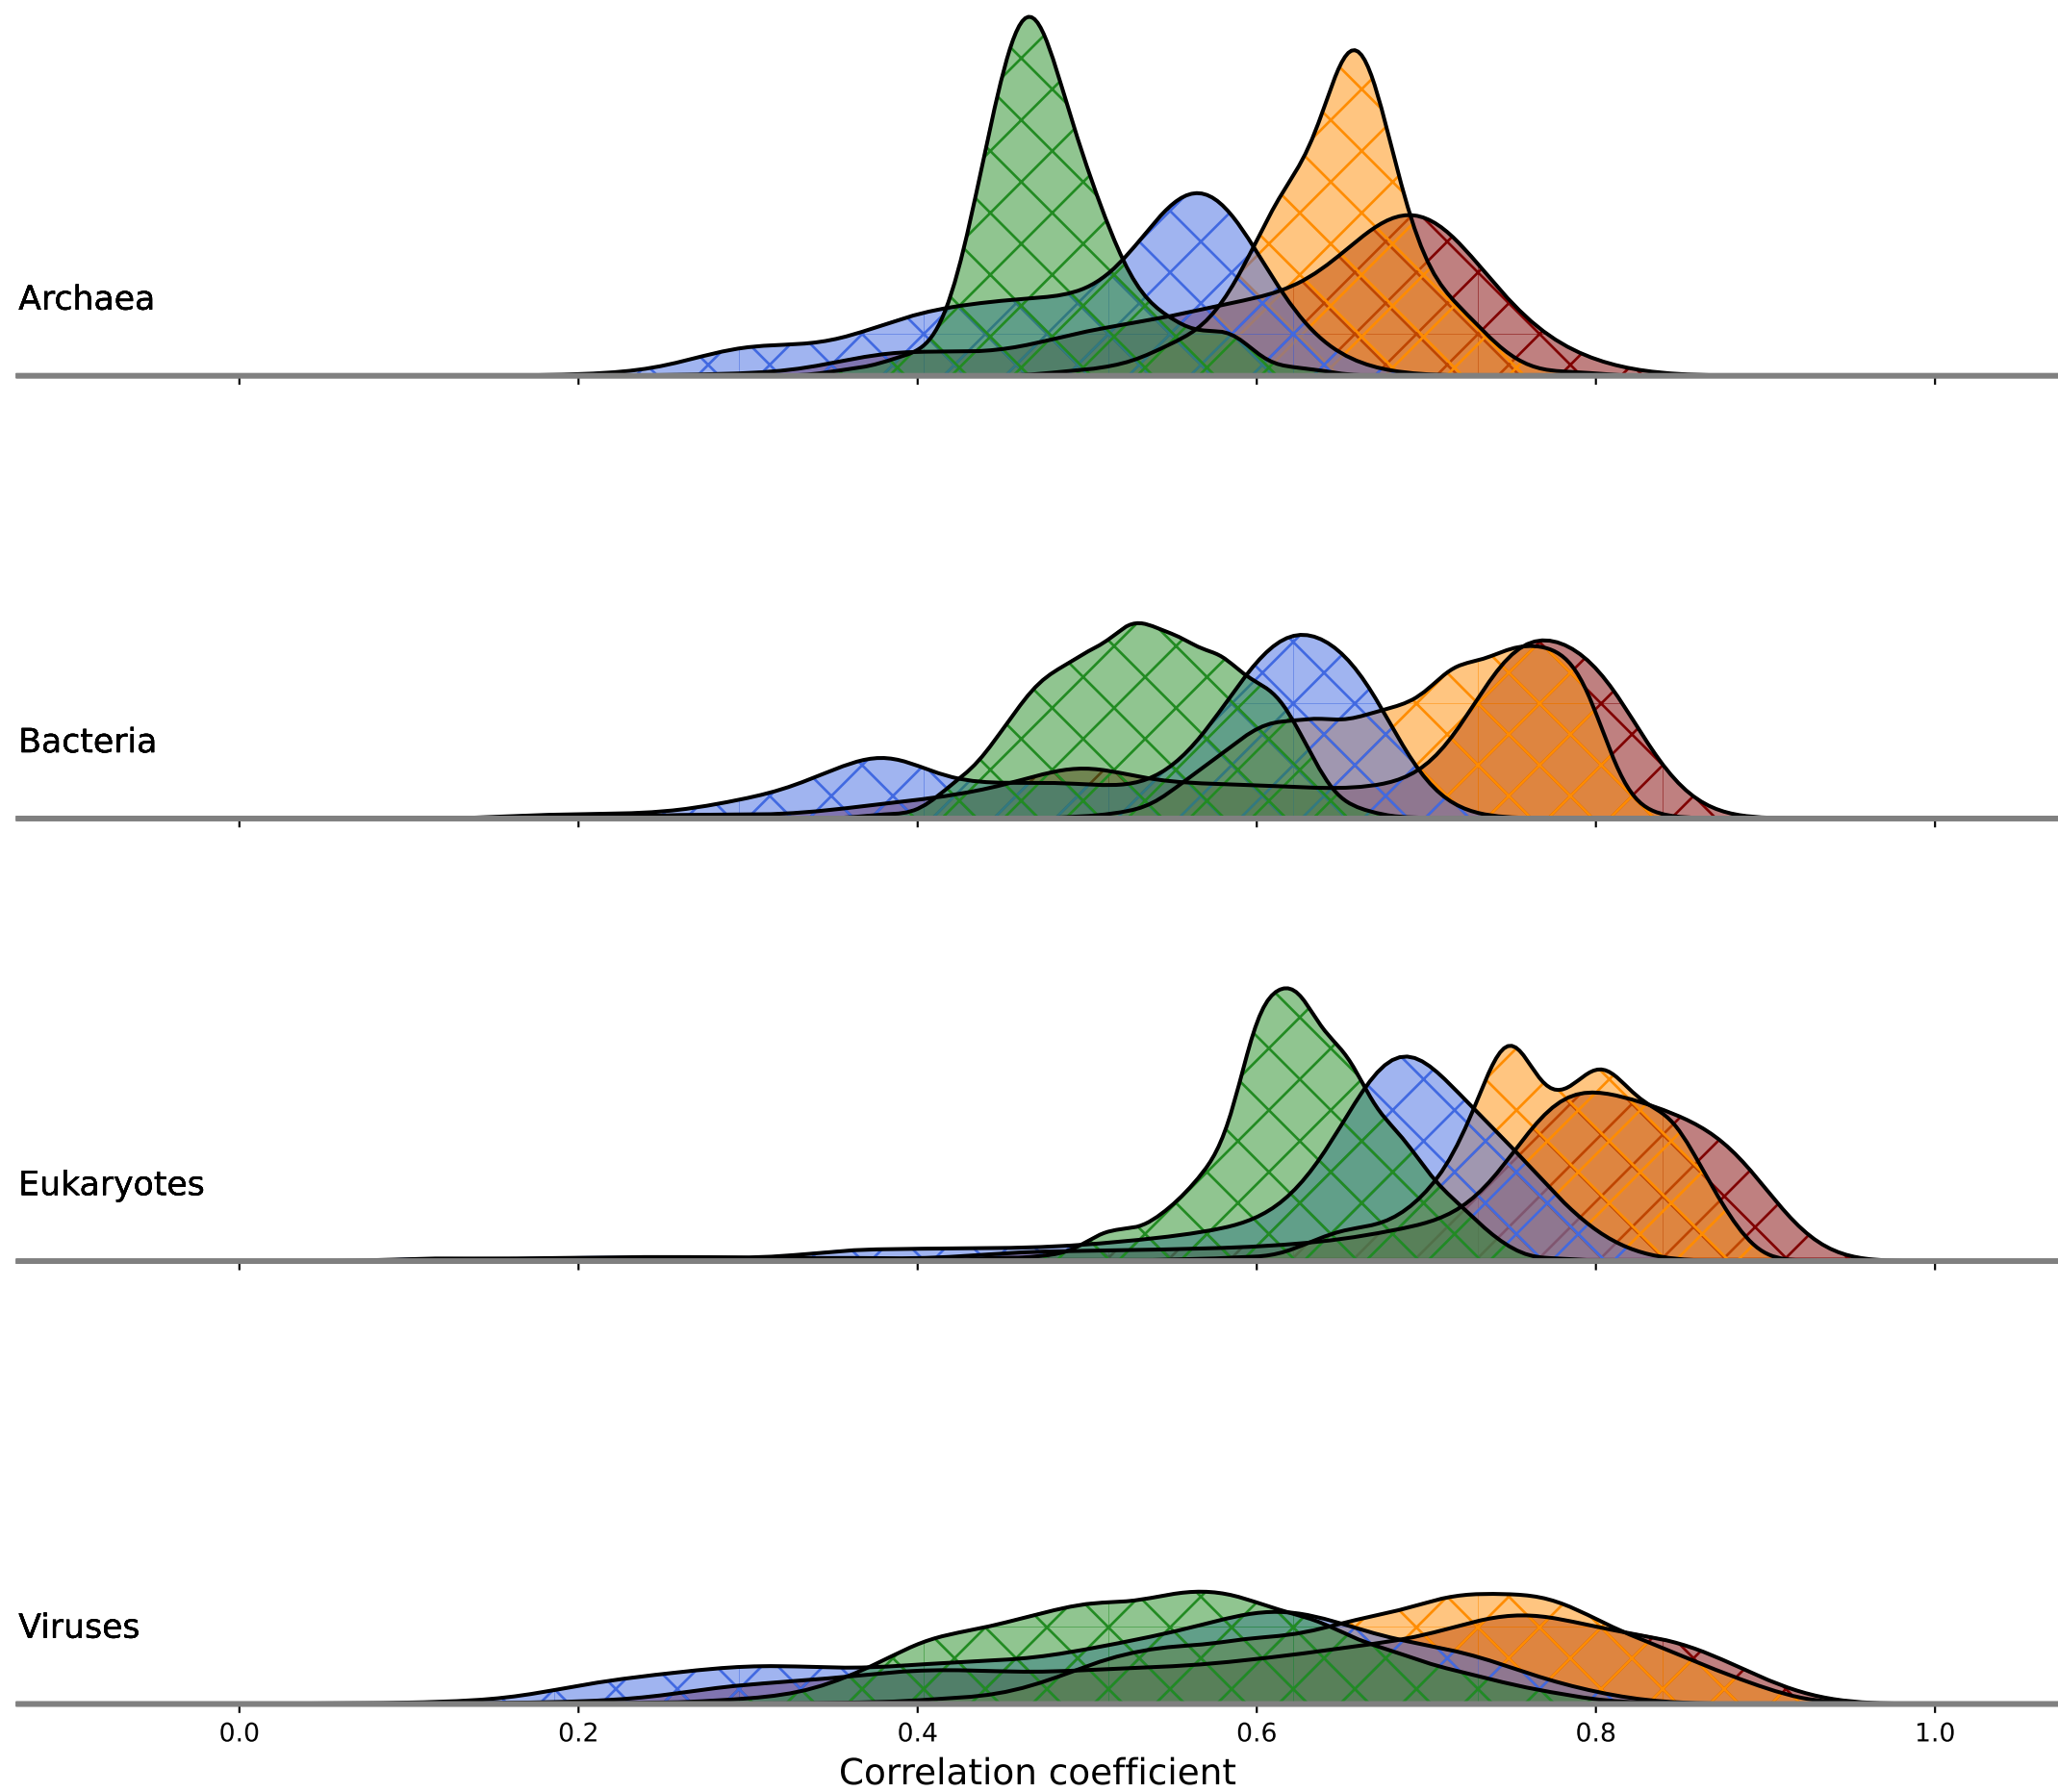 Archaea
Bacteria
Eukaryotes
Viruses
0.0 0.2 0.4 0.6 0.8 1.0
Correlation coefficient